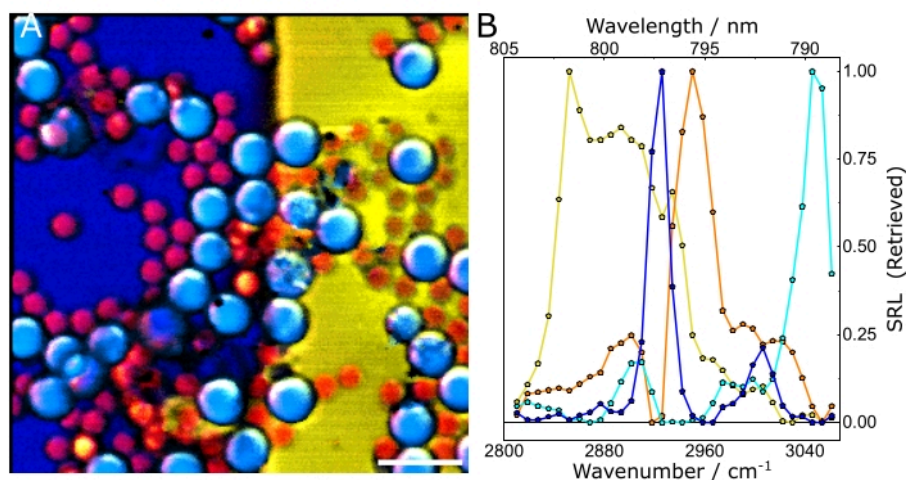 A
B
Wavelength / nm
805 800 795 790
1.00
0.75
0.50
0.25
0.00
SRL (Retrieved)
2800 2880 2960 3040
Wavenumber / cm⁻¹